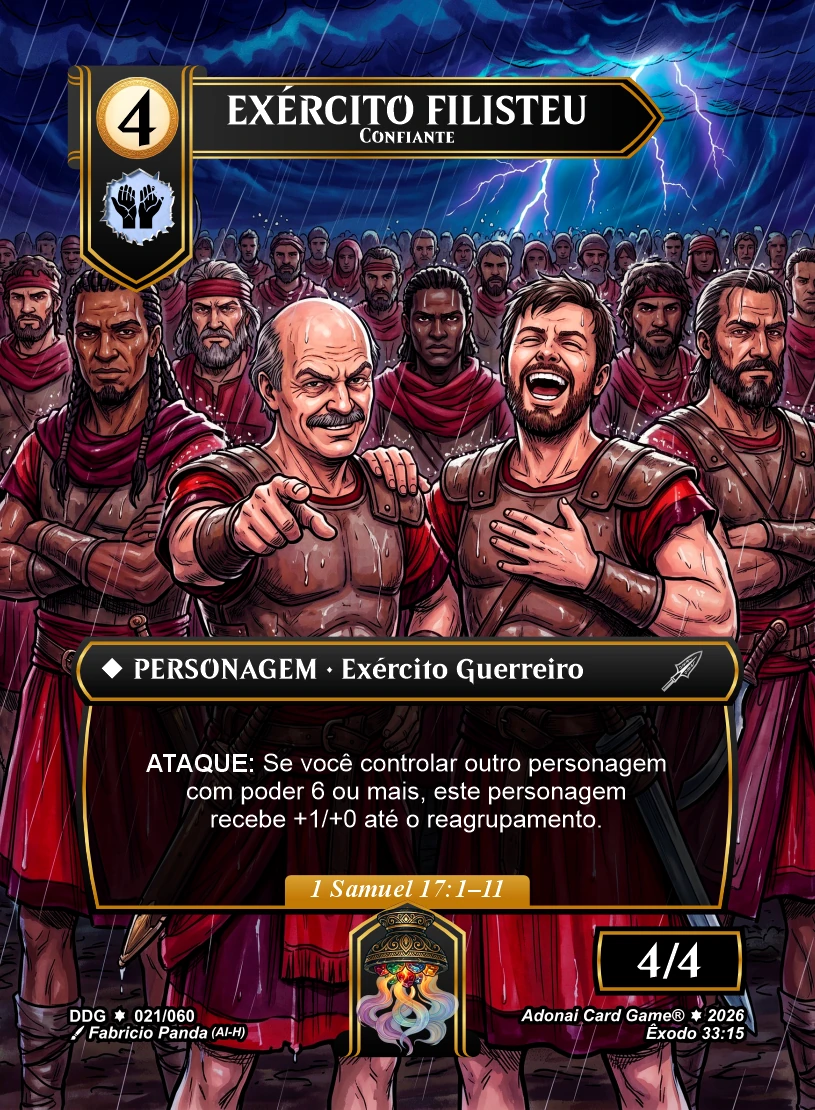 4
EXÉRCITO FILISTEU
CONFIANTE
PERSONAGEM · Exército Guerreiro
ATAQUE: Se você controlar outro personagem
com poder 6 ou mais, este personagem
recebe +1/+0 até o reagrupamento.
1 Samuel 17:1–11
4/4
DDG ✸ 021/060
Fabricio Panda (AI-H)
Adonai Card Game® ✸ 2026
Êxodo 33:15